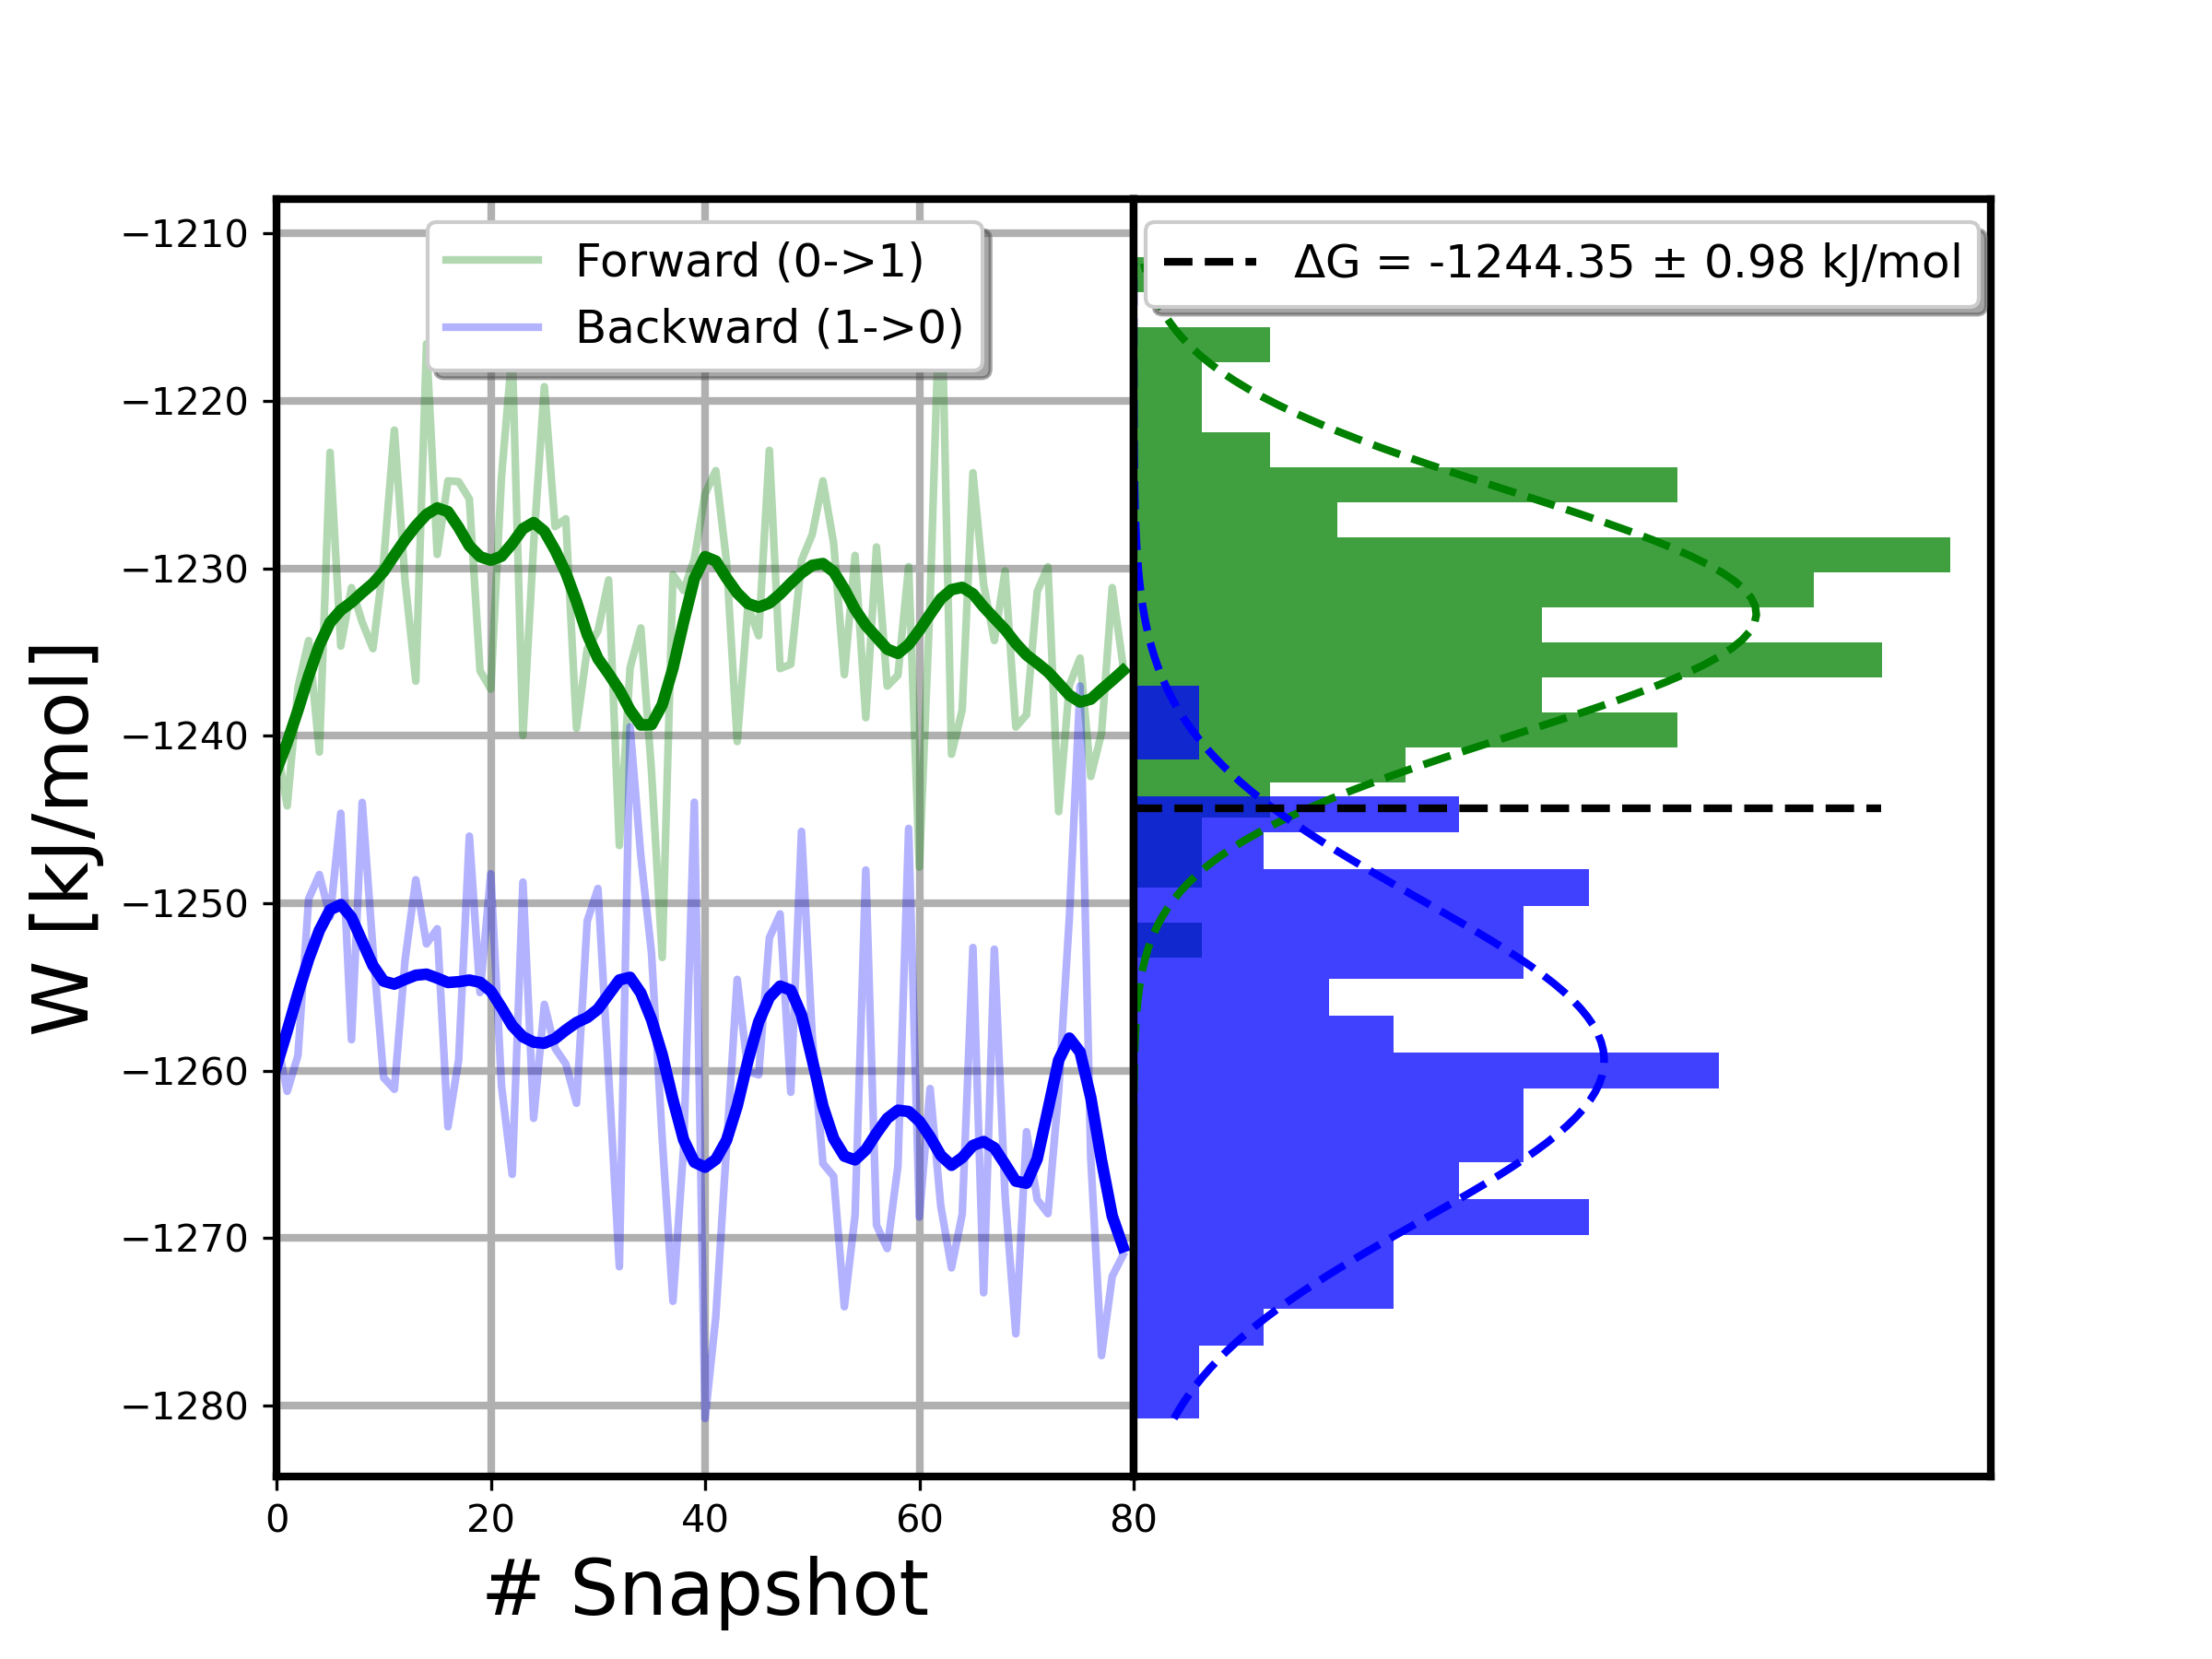 Forward (0->1)
Backward (1->0)
ΔG = -1244.35 ± 0.98 kJ/mol
W [kJ/mol]
−1210
−1220
−1230
−1240
−1250
−1260
−1270
−1280
0 20 40 60 80
# Snapshot